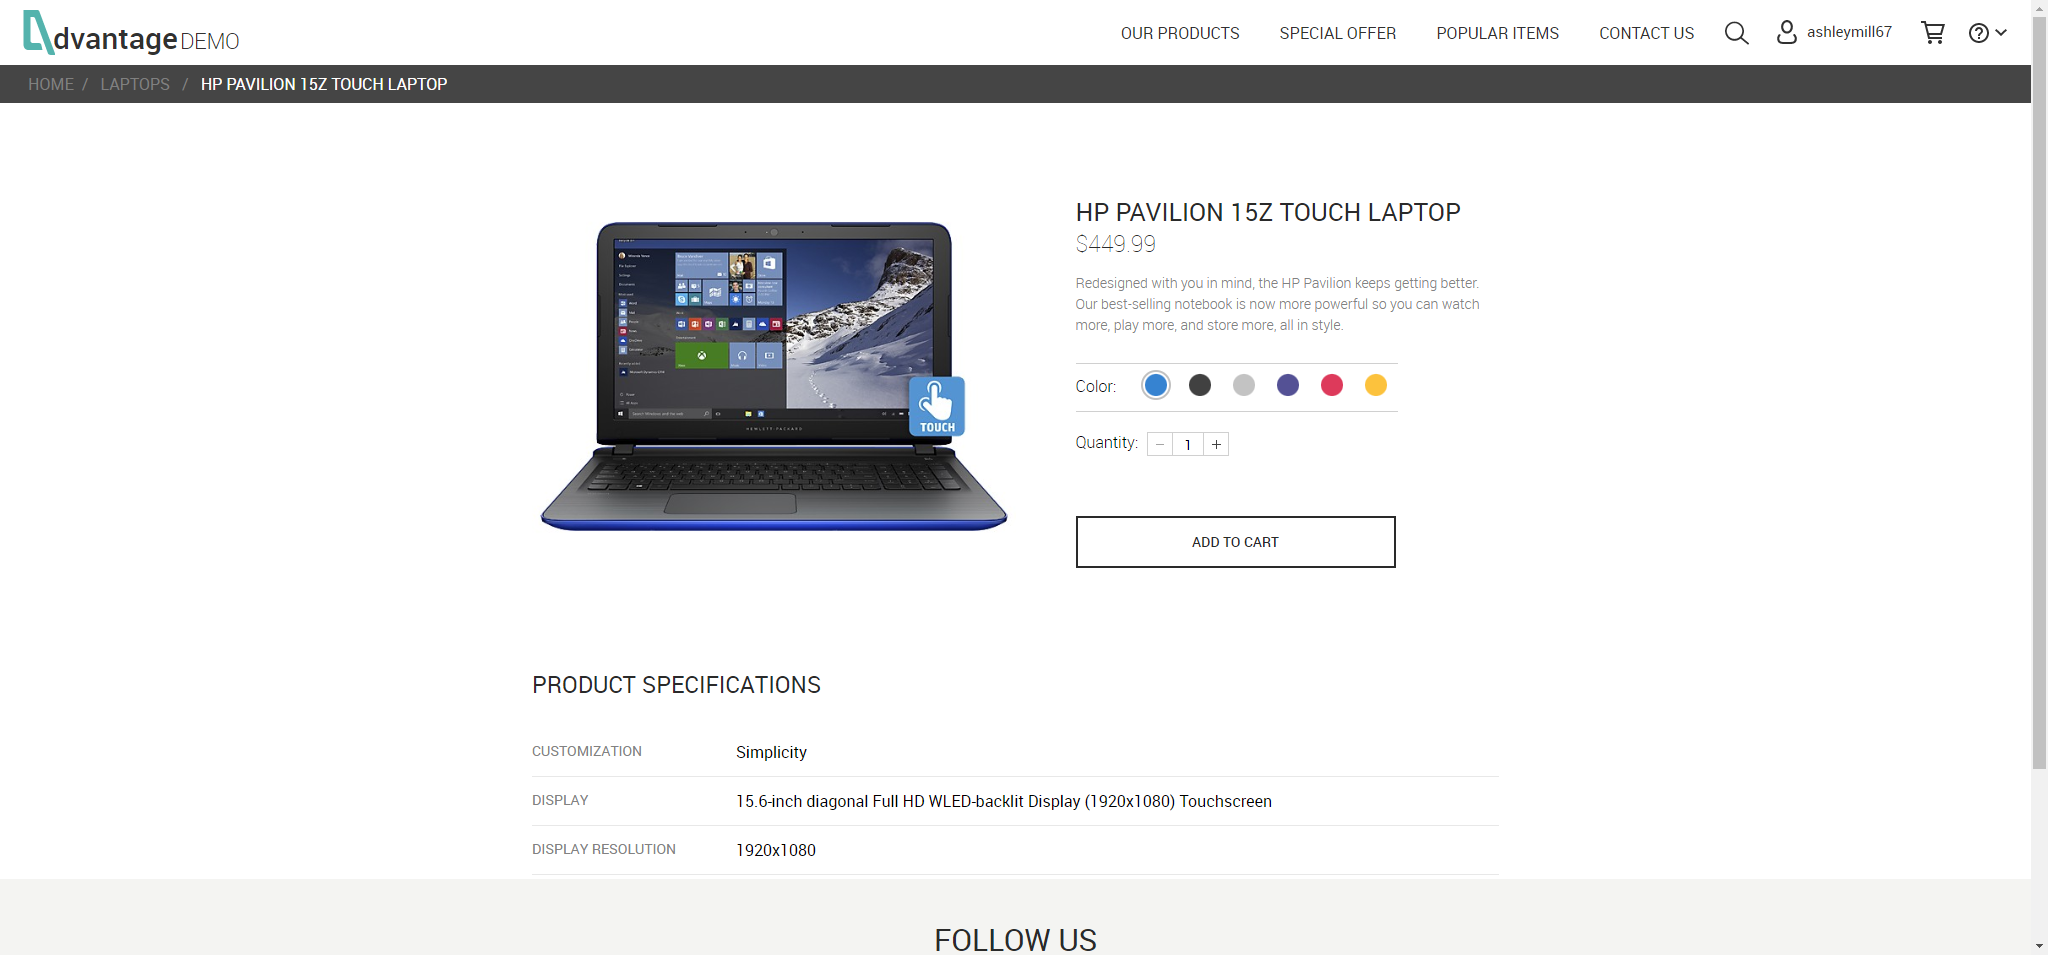 dvantage DEMO
OUR PRODUCTS
SPECIAL OFFER
POPULAR ITEMS
CONTACT US
ashleymill67
HOME / LAPTOPS / HP PAVILION 15Z TOUCH LAPTOP
HP PAVILION 15Z TOUCH LAPTOP
$449.99
Redesigned with you in mind, the HP Pavilion keeps getting better.
Our best-selling notebook is now more powerful so you can watch
more, play more, and store more, all in style.
TOUCH
HEWLETT-PACKARD
Color:
Quantity: − 1 +
ADD TO CART
PRODUCT SPECIFICATIONS
CUSTOMIZATION Simplicity
DISPLAY 15.6-inch diagonal Full HD WLED-backlit Display (1920x1080) Touchscreen
DISPLAY RESOLUTION 1920x1080
FOLLOW US